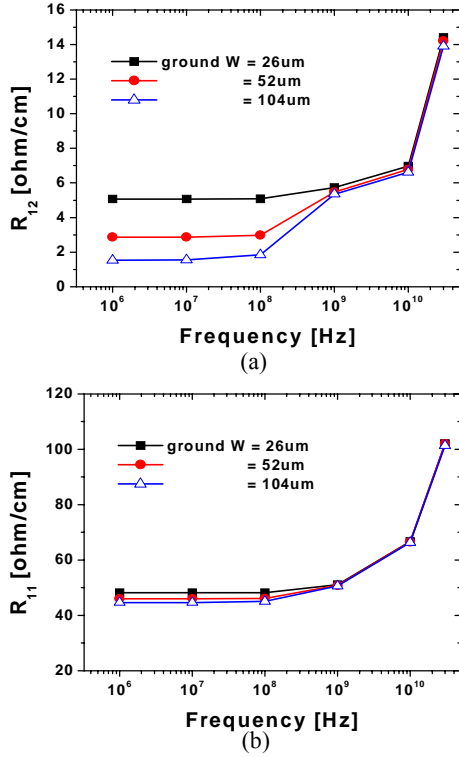 16
14
12
10
8
6
4
2
0
R12 [ohm/cm]
ground W = 26um
= 52um
= 104um
10^6 10^7 10^8 10^9 10^10
Frequency [Hz]
(a)
120
100
80
60
40
20
R11 [ohm/cm]
ground W = 26um
= 52um
= 104um
10^6 10^7 10^8 10^9 10^10
Frequency [Hz]
(b)